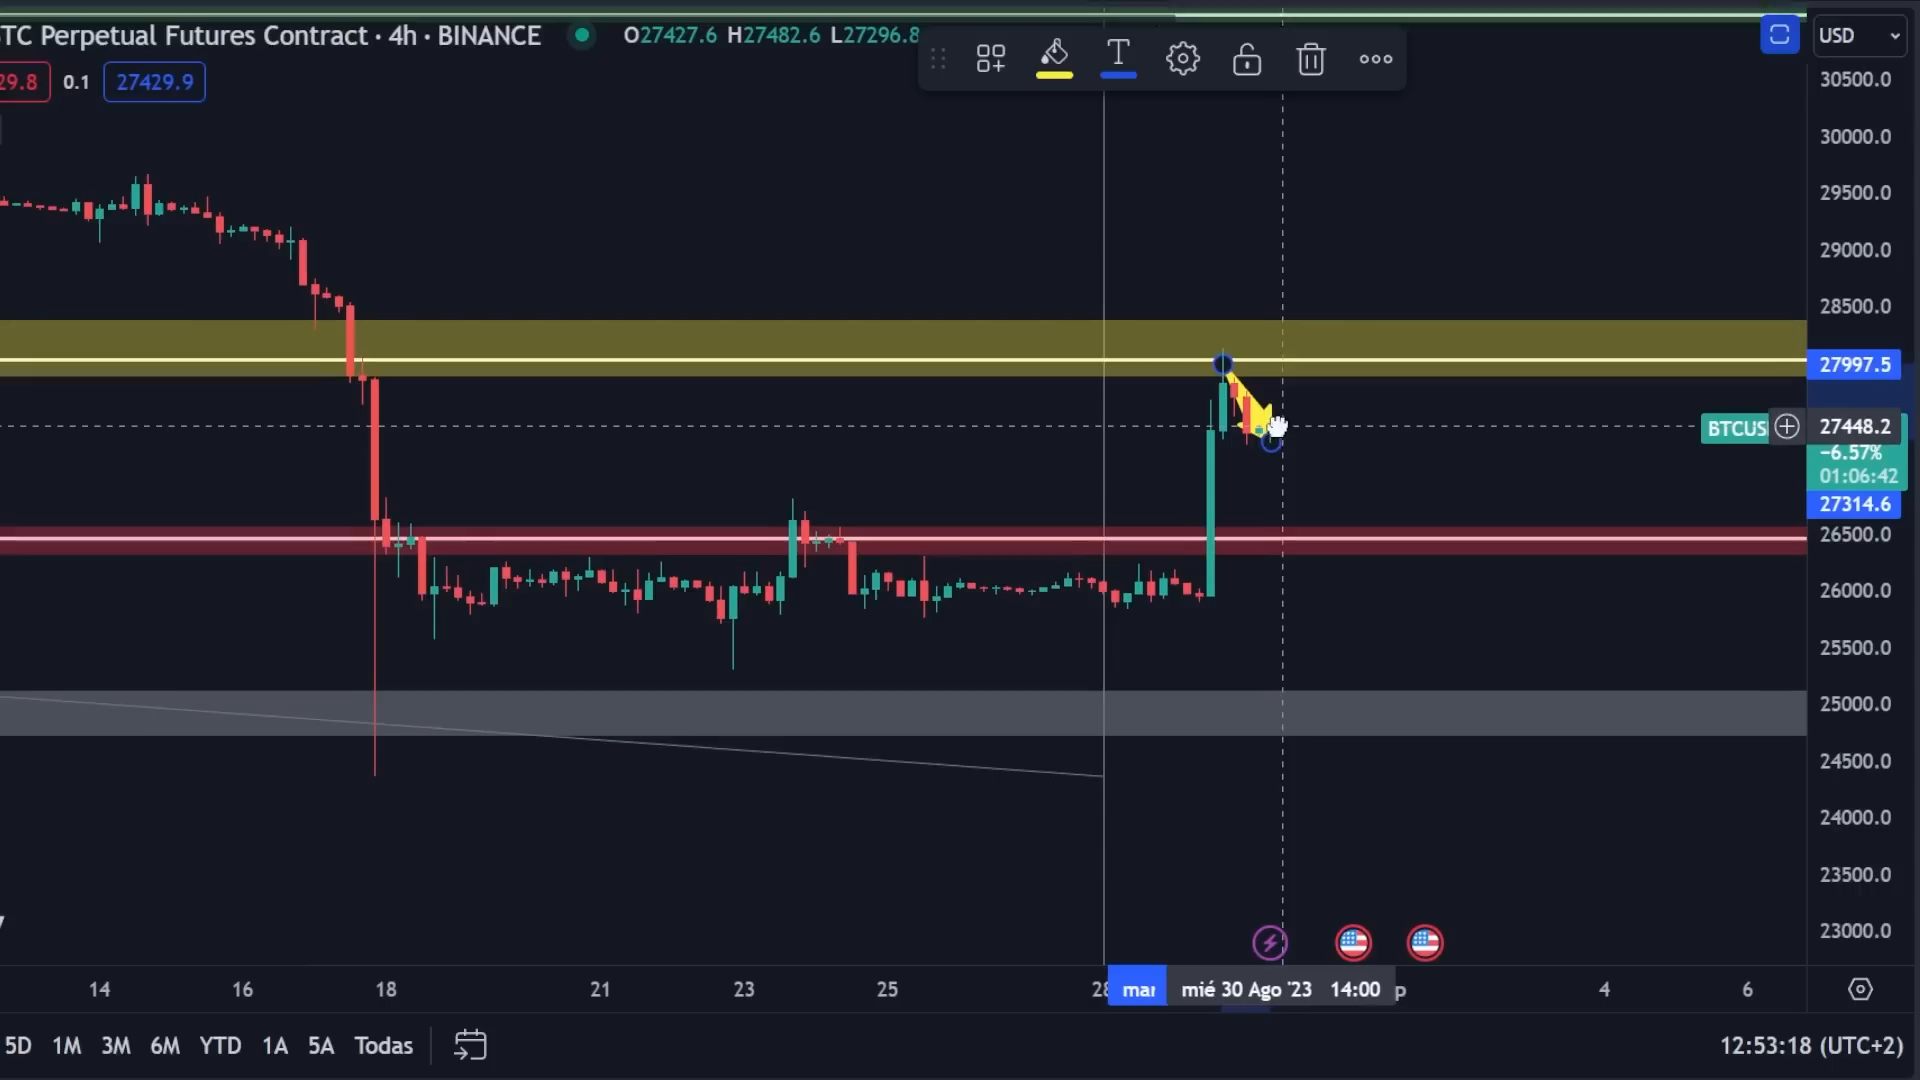 TC Perpetual Futures Contract · 4h · BINANCE O27427.6 H27482.6 L27296.8
29.8 0.1 27429.9
T
USD
30500.0
30000.0
29500.0
29000.0
28500.0
27997.5
BTCUS 27448.2
−6.57%
01:06:42
27314.6
26500.0
26000.0
25500.0
25000.0
24500.0
24000.0
23500.0
23000.0
14 16 18 21 23 25 28 mar mié 30 Ago '23 14:00 p 4 6
5D 1M 3M 6M YTD 1A 5A Todas 12:53:18 (UTC+2)